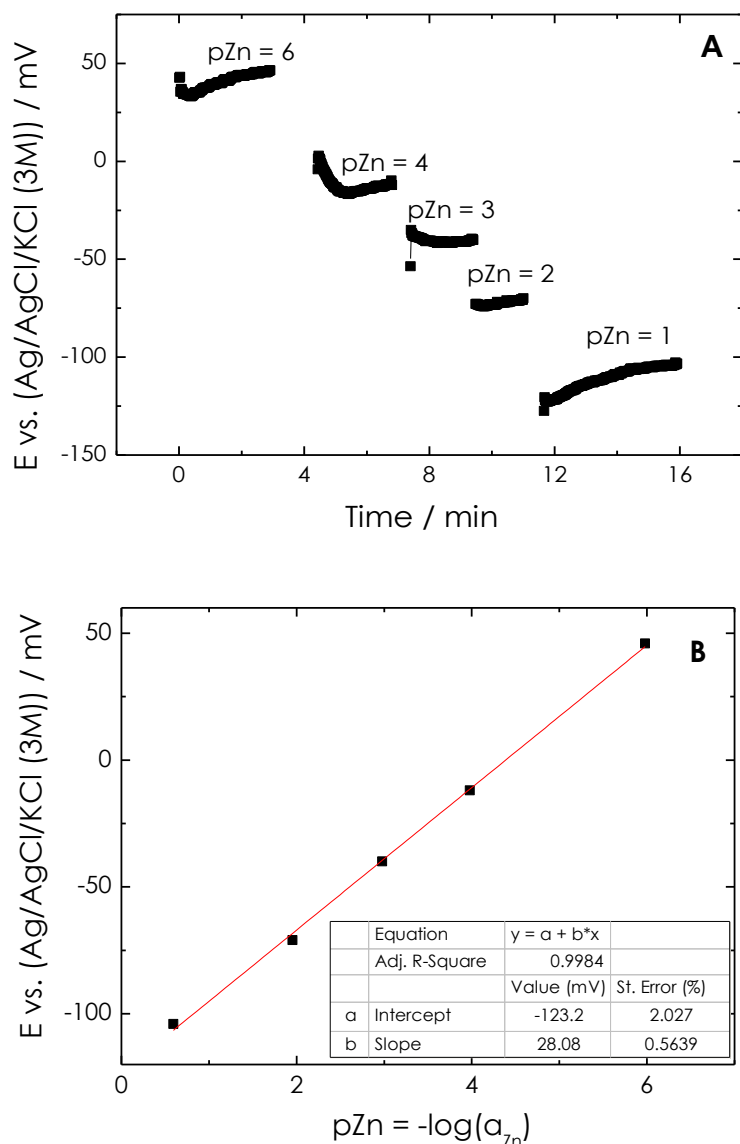 A
E vs. (Ag/AgCl/KCl (3M)) / mV
50
0
-50
-100
-150
pZn = 6
pZn = 4
pZn = 3
pZn = 2
pZn = 1
0 4 8 12 16
Time / min
B
E vs. (Ag/AgCl/KCl (3M)) / mV
50
0
-50
-100
Equation y = a + b*x
Adj. R-Square 0.9984
Value (mV) St. Error (%)
a Intercept -123.2 2.027
b Slope 28.08 0.5639
0 2 4 6
pZn = -log(a_Zn)